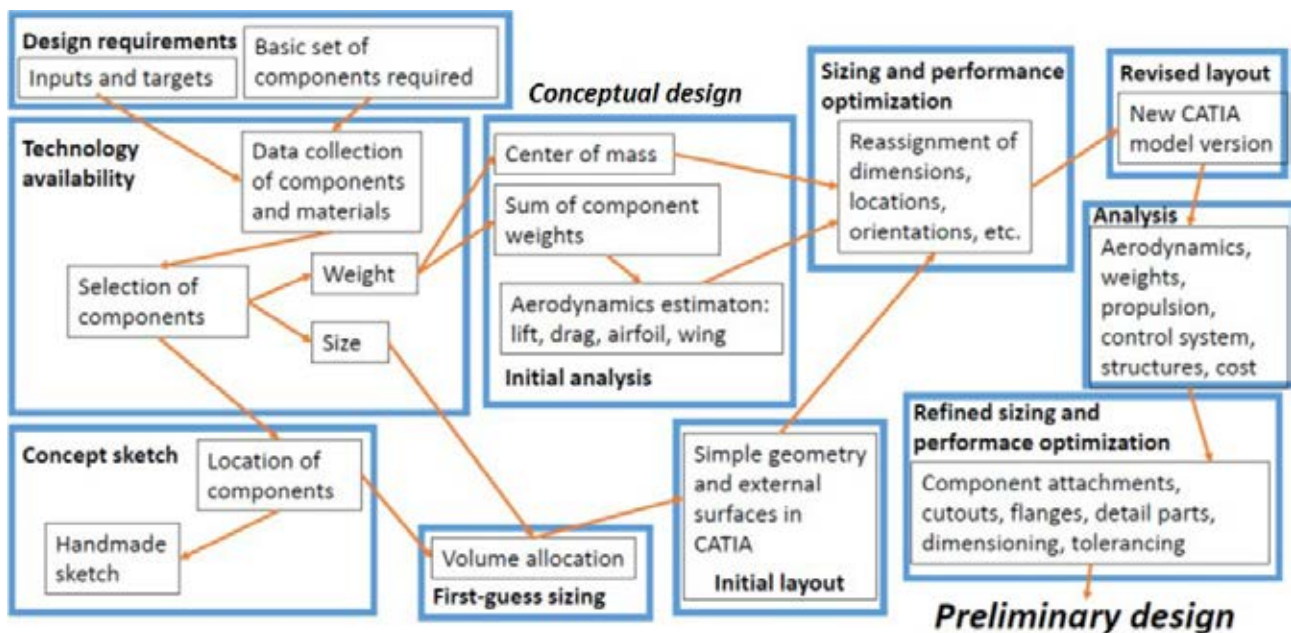 Design requirements
Inputs and targets
Basic set of
components required
Technology
availability
Data collection
of components
and materials
Selection of
components
Weight
Size
Concept sketch
Location of
components
Handmade
sketch
Conceptual design
Center of mass
Sum of component
weights
Aerodynamics estimaton:
lift, drag, airfoil, wing
Initial analysis
Volume allocation
First-guess sizing
Simple geometry
and external
surfaces in
CATIA
Initial layout
Sizing and performance
optimization
Reassignment of
dimensions,
locations,
orientations, etc.
Revised layout
New CATIA
model version
Analysis
Aerodynamics,
weights,
propulsion,
control system,
structures, cost
Refined sizing and
performace optimization
Component attachments,
cutouts, flanges, detail parts,
dimensioning, tolerancing
Preliminary design